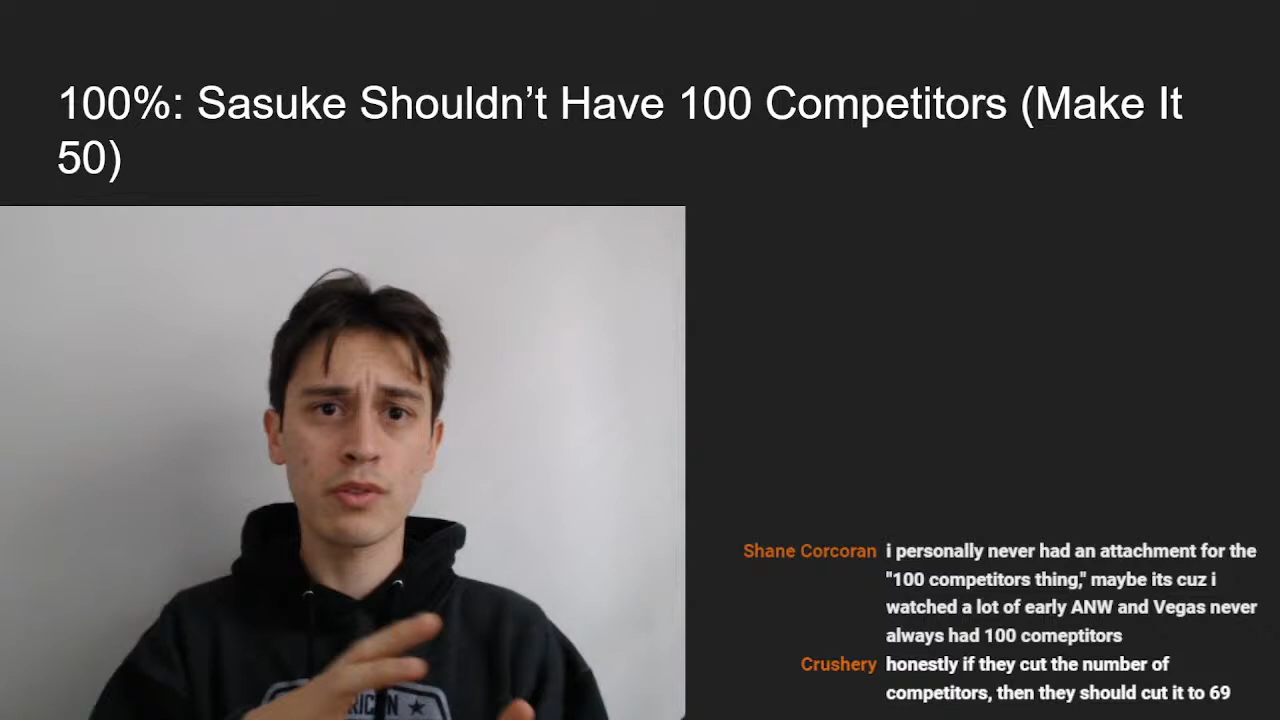 100%: Sasuke Shouldn’t Have 100 Competitors (Make It
50)
Shane Corcoran i personally never had an attachment for the
"100 competitors thing," maybe its cuz i
watched a lot of early ANW and Vegas never
always had 100 comeptitors
Crushery honestly if they cut the number of
competitors, then they should cut it to 69